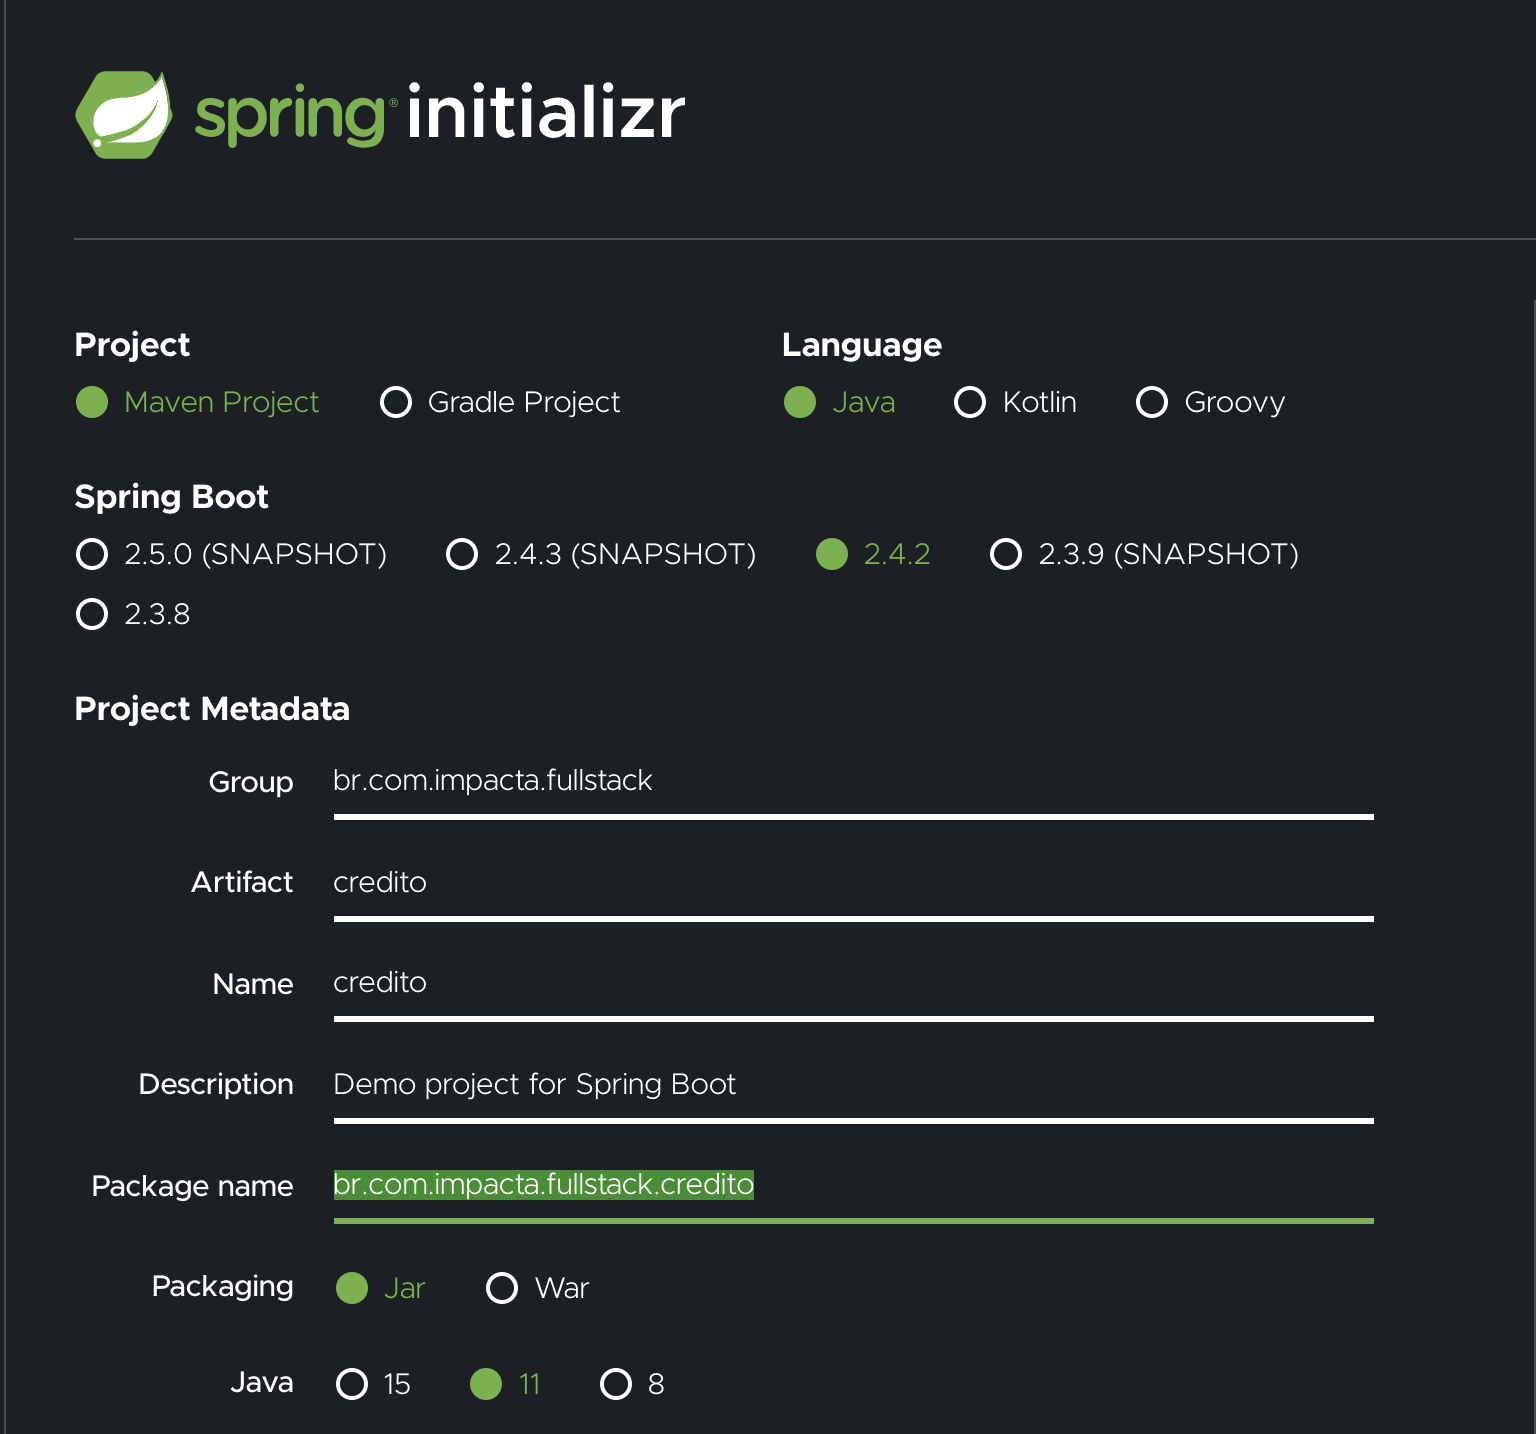 spring® initializr
Project
Maven Project Gradle Project
Language
Java Kotlin Groovy
Spring Boot
2.5.0 (SNAPSHOT) 2.4.3 (SNAPSHOT) 2.4.2 2.3.9 (SNAPSHOT)
2.3.8
Project Metadata
Group br.com.impacta.fullstack
Artifact credito
Name credito
Description Demo project for Spring Boot
Package name br.com.impacta.fullstack.credito
Packaging Jar War
Java 15 11 8